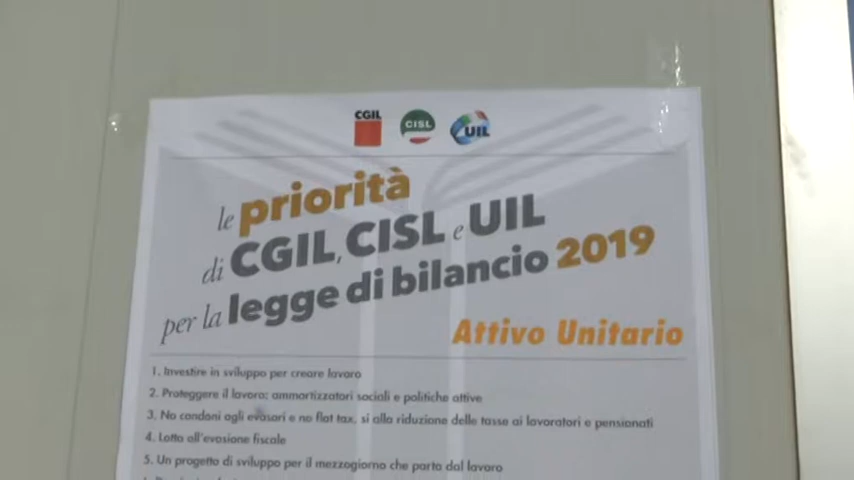 CGIL CISL UIL
le priorità
di CGIL, CISL e UIL
per la legge di bilancio 2019
Attivo Unitario
1. Investire in sviluppo per creare lavoro
2. Proteggere il lavoro: ammortizzatori sociali e politiche attive
3. No condoni agli evasori e no flat tax, si alla riduzione delle tasse ai lavoratori e pensionati
4. Lotta all'evasione fiscale
5. Un progetto di sviluppo per il mezzogiorno che parta dal lavoro